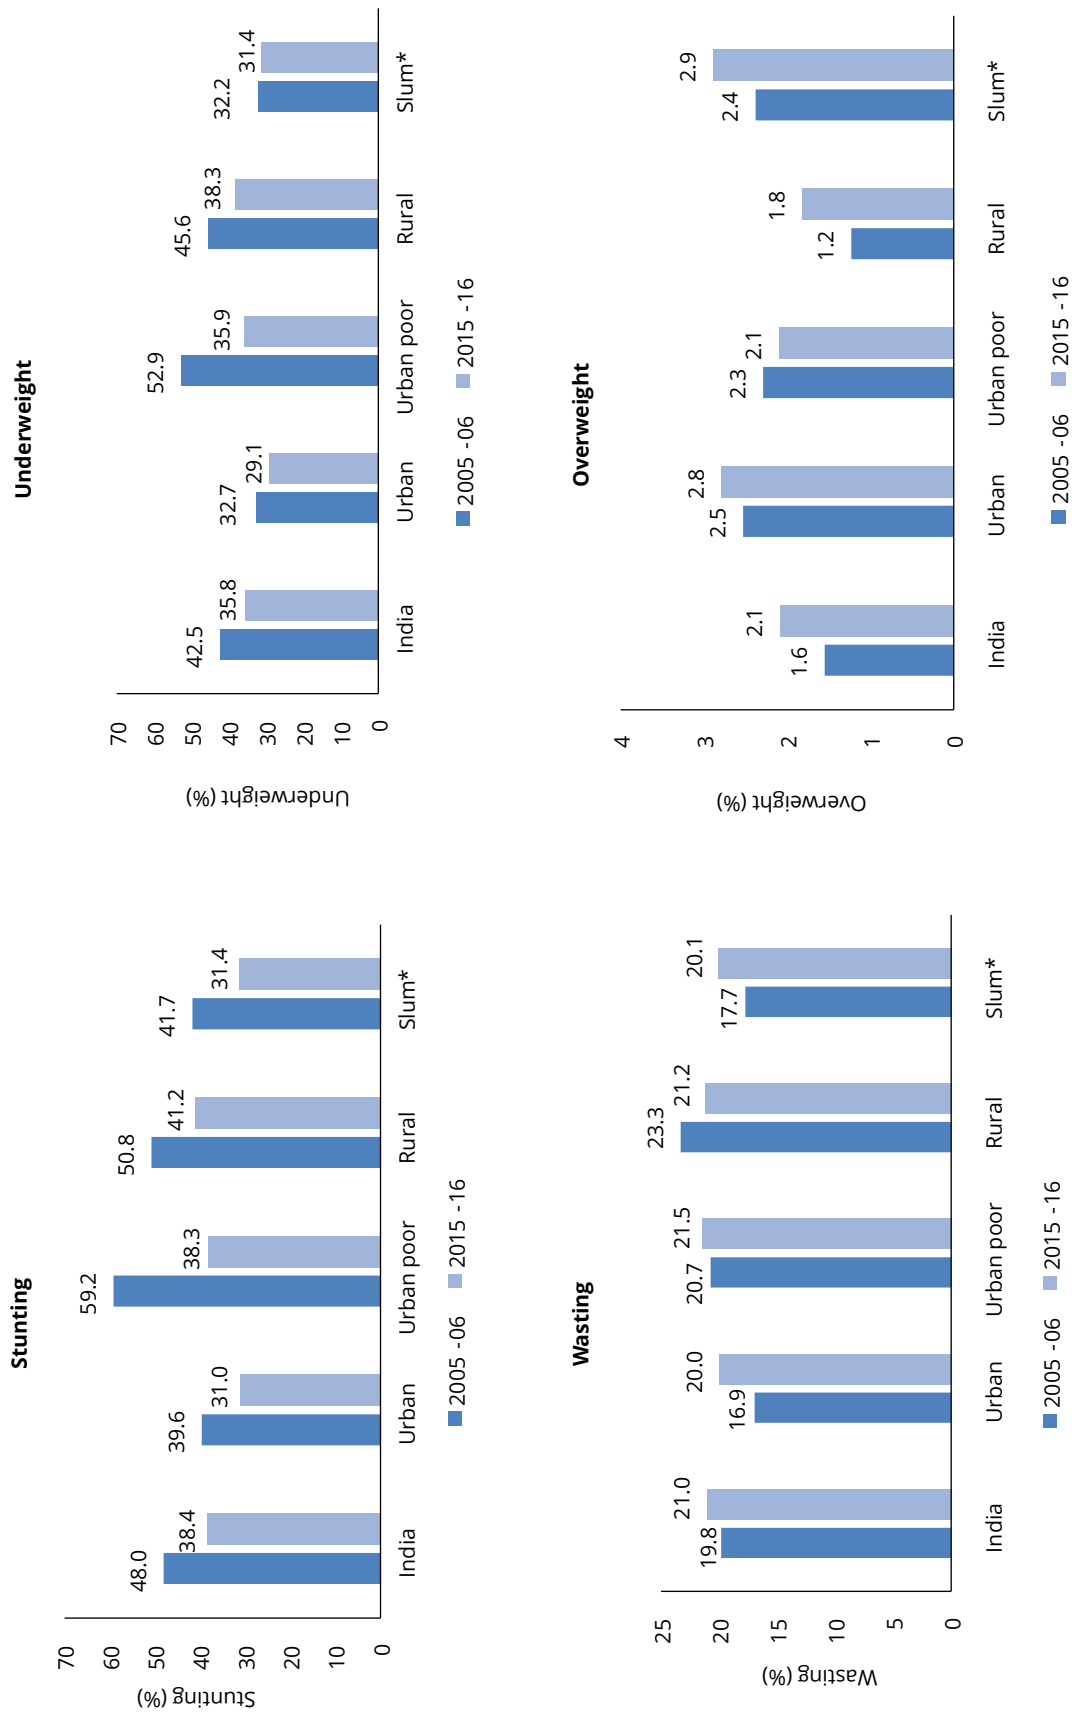 Stunting
Stunting (%)
70
60
50
40
30
20
10
0
48.0
38.4
39.6
31.0
59.2
38.3
50.8
41.2
41.7
31.4
India
Urban
Urban poor
Rural
Slum*
2005 -06
2015 -16
Underweight
Underweight (%)
70
60
50
40
30
20
10
0
42.5
35.8
32.7
29.1
52.9
35.9
45.6
38.3
32.2
31.4
India
Urban
Urban poor
Rural
Slum*
2005 -06
2015 -16
Wasting
Wasting (%)
25
20
15
10
5
0
19.8
21.0
16.9
20.0
20.7
21.5
23.3
21.2
17.7
20.1
India
Urban
Urban poor
Rural
Slum*
2005 -06
2015 -16
Overweight
Overweight (%)
4
3
2
1
0
1.6
2.1
2.5
2.8
2.3
2.1
1.2
1.8
2.4
2.9
India
Urban
Urban poor
Rural
Slum*
2005 -06
2015 -16